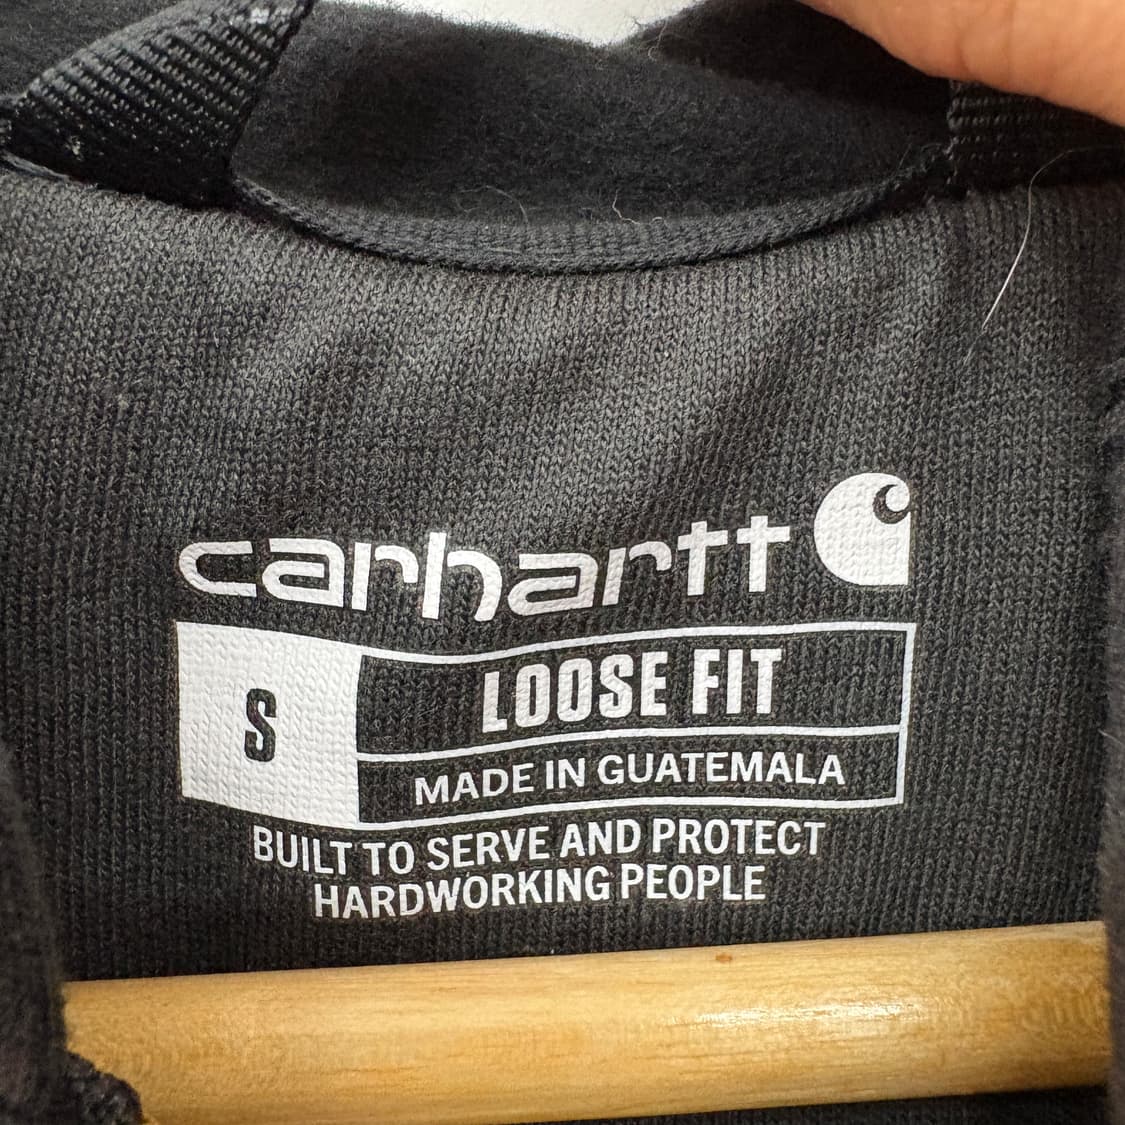 carhartt
S
LOOSE FIT
MADE IN GUATEMALA
BUILT TO SERVE AND PROTECT
HARDWORKING PEOPLE